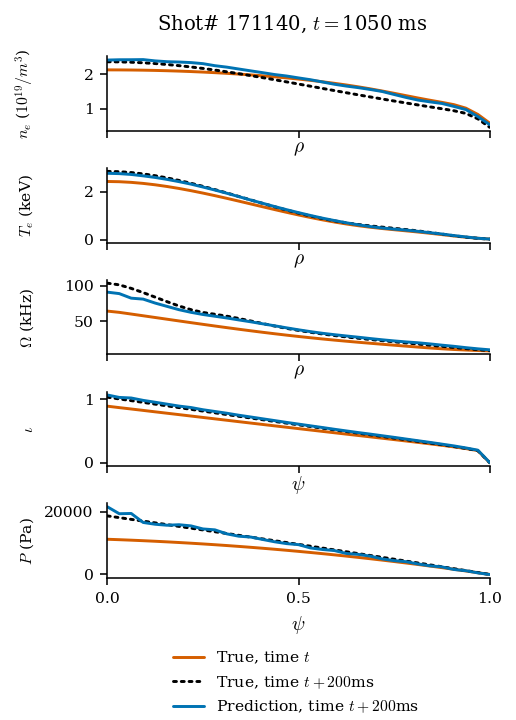 Shot# 171140, t = 1050 ms
n_e (10^19/m^3)
2
1
ρ
T_e (keV)
2
0
ρ
Ω (kHz)
100
50
ρ
ι
1
0
ψ
P (Pa)
20000
0
0.0 0.5 1.0
ψ
True, time t
True, time t + 200ms
Prediction, time t + 200ms